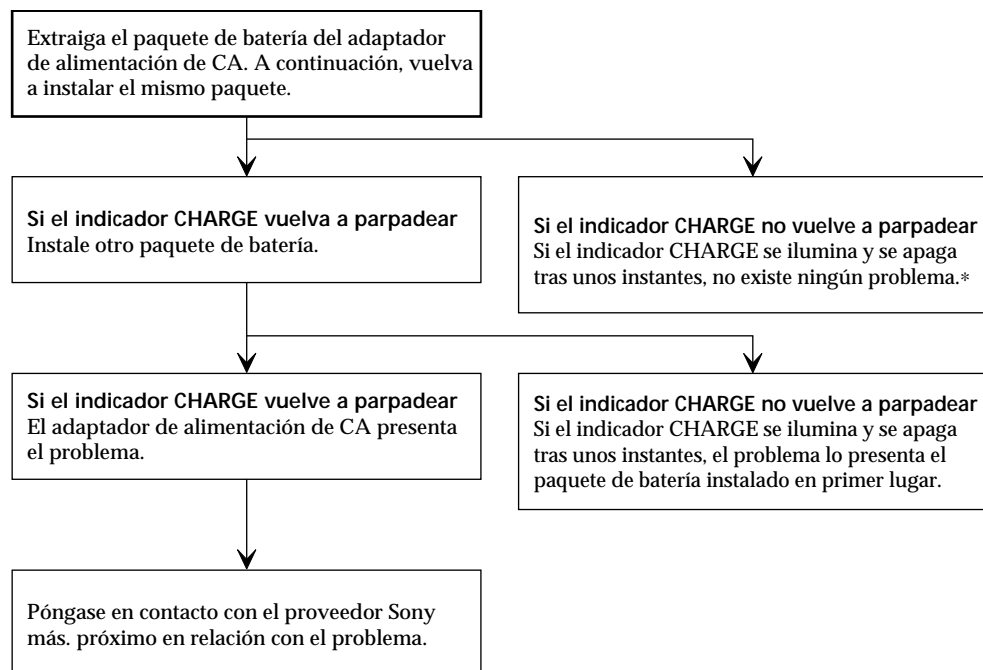 Extraiga el paquete de batería del adaptador
de alimentación de CA. A continuación, vuelva
a instalar el mismo paquete.
Si el indicador CHARGE vuelva a parpadear
Instale otro paquete de batería.
Si el indicador CHARGE no vuelve a parpadear
Si el indicador CHARGE se ilumina y se apaga
tras unos instantes, no existe ningún problema.*
Si el indicador CHARGE vuelve a parpadear
El adaptador de alimentación de CA presenta
el problema.
Si el indicador CHARGE no vuelve a parpadear
Si el indicador CHARGE se ilumina y se apaga
tras unos instantes, el problema lo presenta el
paquete de batería instalado en primer lugar.
Póngase en contacto con el proveedor Sony
más. próximo en relación con el problema.